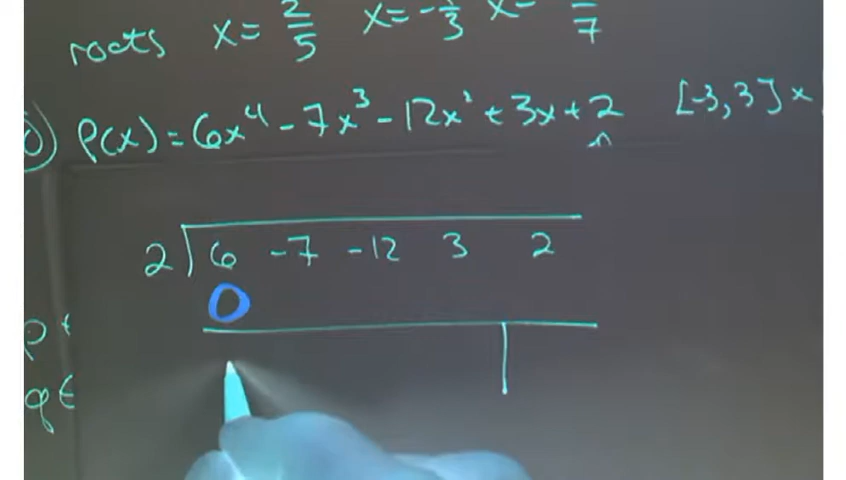 roots x = 2/5 x = -1/3 x = 7
P(x) = 6x⁴ - 7x³ - 12x² + 3x + 2 [-3, 3] x
2 6 -7 -12 3 2
0
p ε
q ε